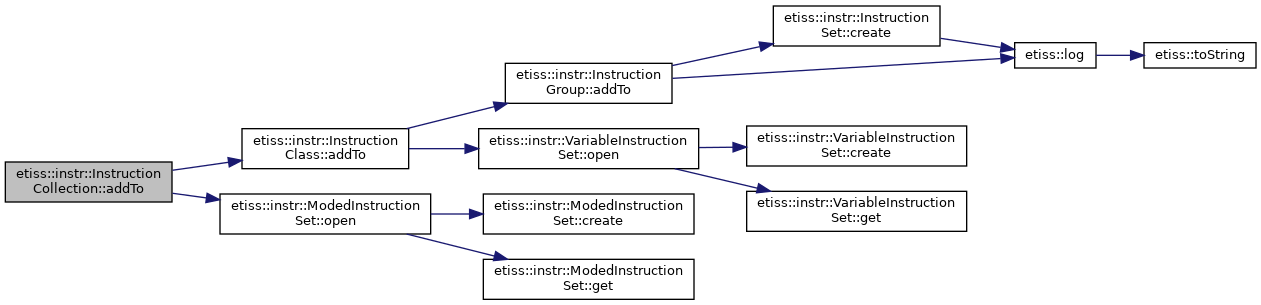 etiss::instr::Instruction
Collection::addTo
etiss::instr::Instruction
Class::addTo
etiss::instr::Instruction
Group::addTo
etiss::instr::Instruction
Set::create
etiss::log
etiss::toString
etiss::instr::VariableInstruction
Set::open
etiss::instr::VariableInstruction
Set::create
etiss::instr::VariableInstruction
Set::get
etiss::instr::ModedInstruction
Set::open
etiss::instr::ModedInstruction
Set::create
etiss::instr::ModedInstruction
Set::get